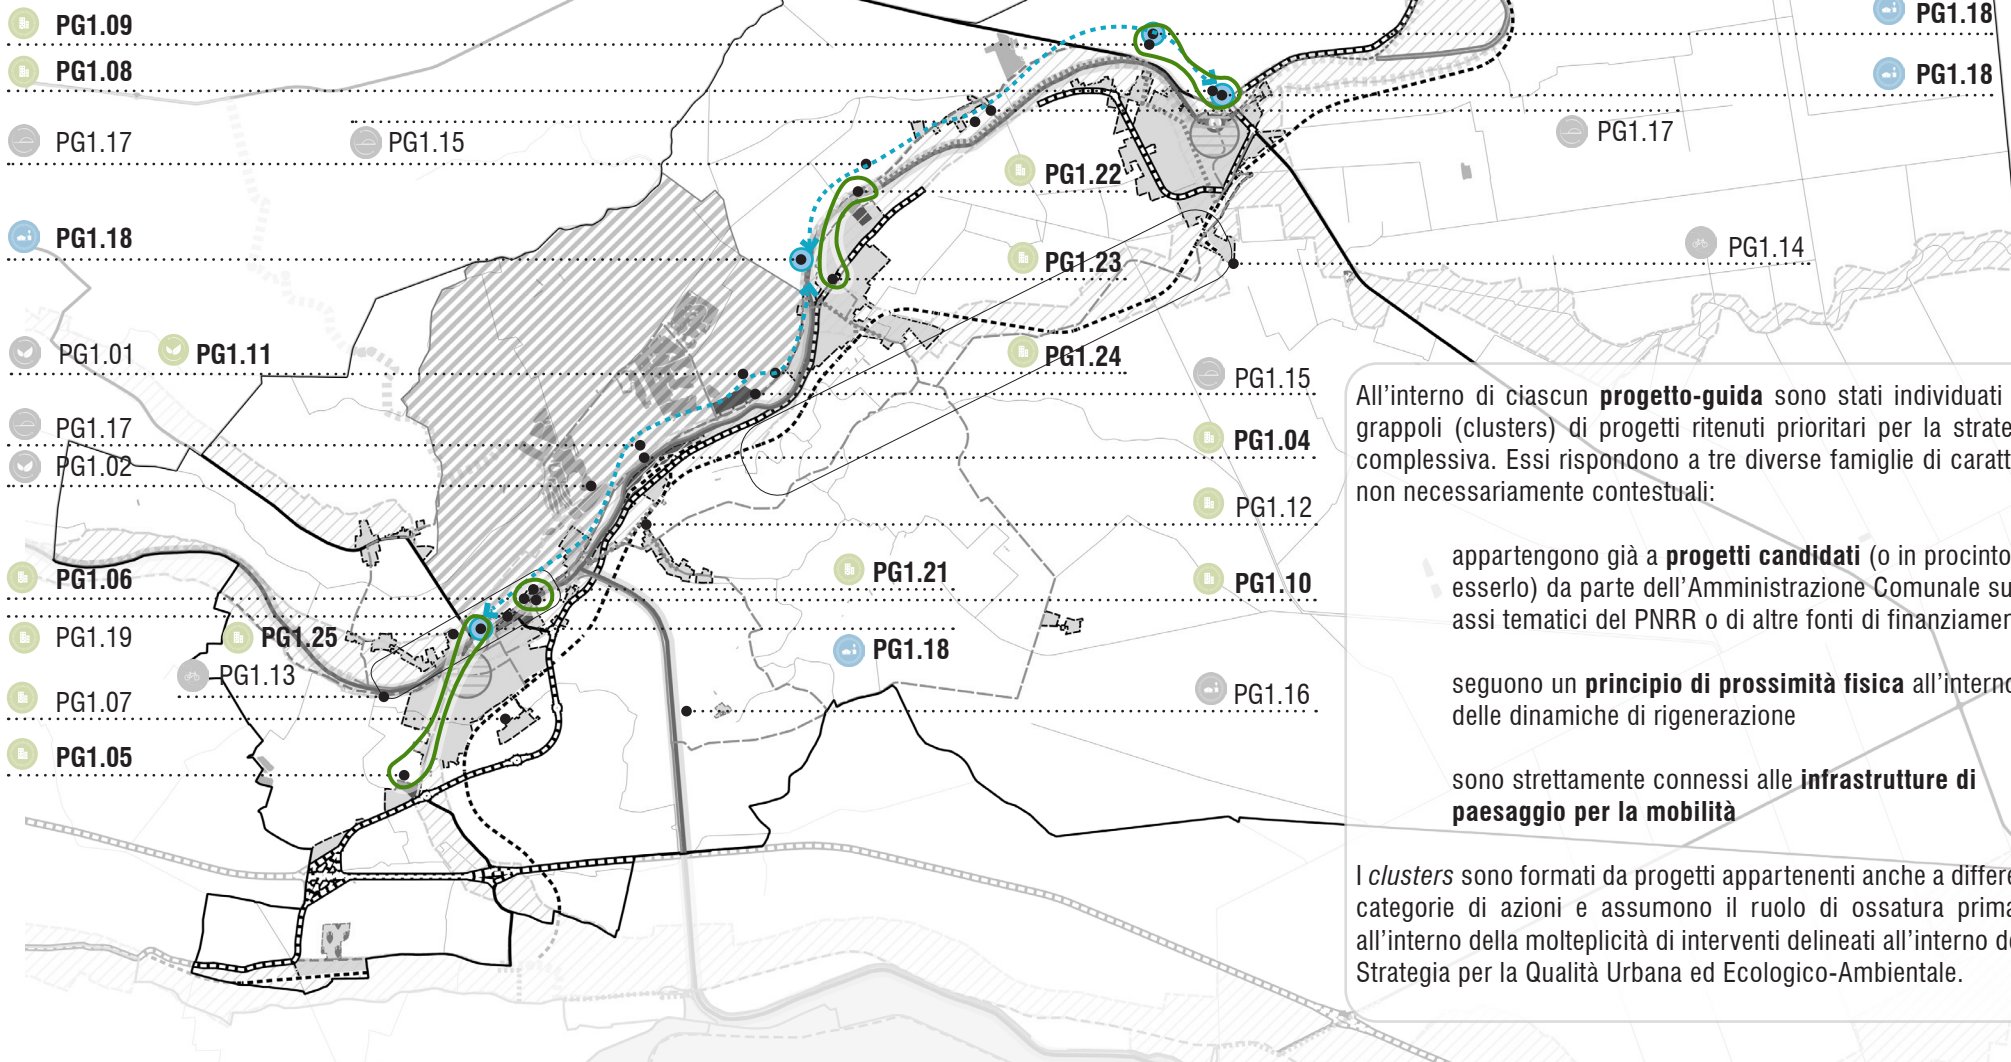 PG1.09
PG1.08
PG1.17
PG1.15
PG1.18
PG1.01
PG1.11
PG1.17
PG1.02
PG1.06
PG1.19
PG1.25
PG1.13
PG1.07
PG1.05
PG1.22
PG1.23
PG1.24
PG1.21
PG1.18
PG1.18
PG1.18
PG1.17
PG1.14
PG1.15
PG1.04
PG1.12
PG1.10
PG1.16
All'interno di ciascun progetto-guida sono stati individuati
grappoli (clusters) di progetti ritenuti prioritari per la strate
complessiva. Essi rispondono a tre diverse famiglie di caratt
non necessariamente contestuali:
appartengono già a progetti candidati (o in procinto
esserlo) da parte dell'Amministrazione Comunale su
assi tematici del PNRR o di altre fonti di finanziamen
seguono un principio di prossimità fisica all'interno
delle dinamiche di rigenerazione
sono strettamente connessi alle infrastrutture di
paesaggio per la mobilità
I clusters sono formati da progetti appartenenti anche a differe
categorie di azioni e assumono il ruolo di ossatura prima
all'interno della molteplicità di interventi delineati all'interno de
Strategia per la Qualità Urbana ed Ecologico-Ambientale.